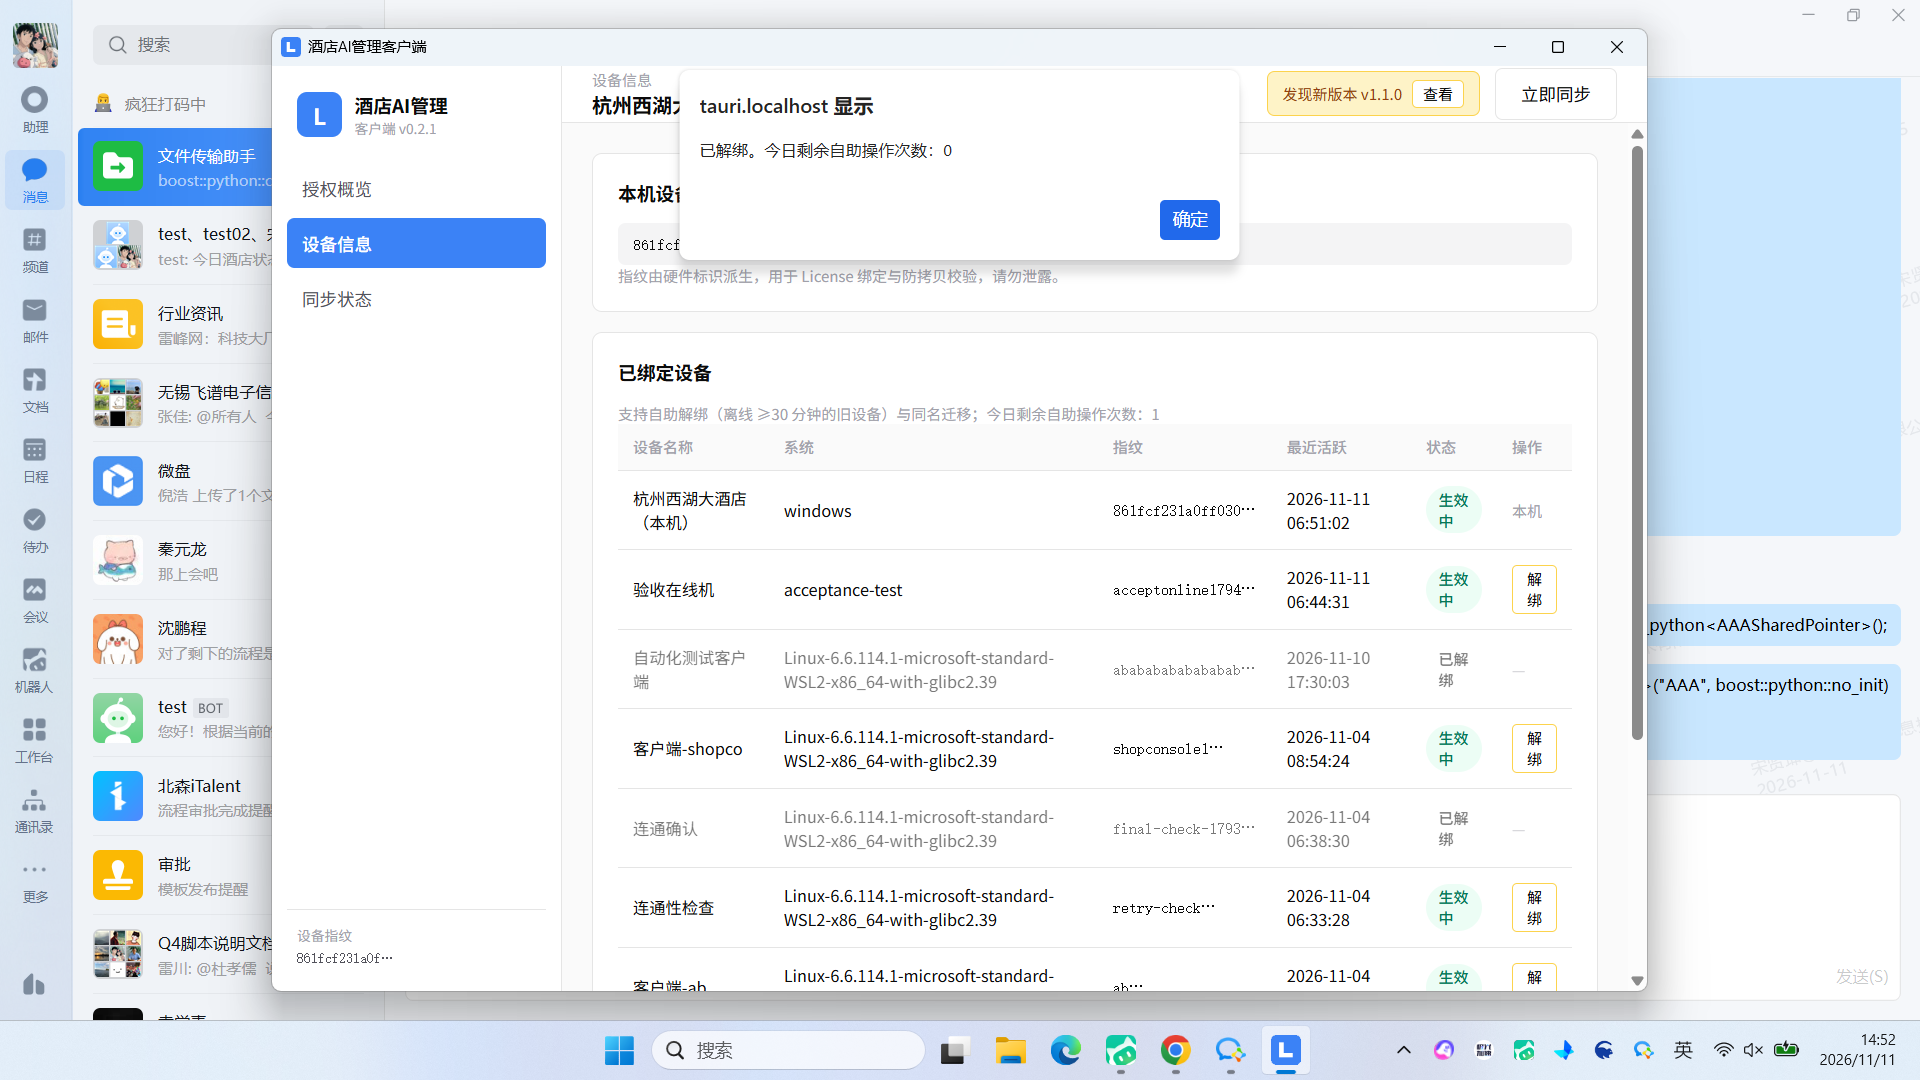 搜索
疯狂打码中
助理
消息
频道
邮件
文档
日程
待办
会议
机器人
工作台
通讯录
更多
文件传输助手
boost::python::c
test、test02、
test: 今日酒店状
行业资讯
雷峰网：科技大厂
无锡飞谱电子信
张佳: @所有人
微盘
倪浩 上传了1个文
秦元龙
那上会吧
沈鹏程
对了剩下的流程是
test BOT
您好！根据当前的
北森iTalent
流程审批完成提醒
审批
模板发布提醒
Q4脚本说明文档
雷川: @杜孝儒
L 酒店AI管理客户端
L
酒店AI管理
客户端 v0.2.1
授权概览
设备信息
同步状态
设备指纹
861fcf231a0f…
设备信息
杭州西湖
发现新版本 v1.1.0 查看
立即同步
tauri.localhost 显示
已解绑。今日剩余自助操作次数：0
确定
本机设备
861fcf
指纹由硬件标识派生，用于 License 绑定与防拷贝校验，请勿泄露。
已绑定设备
支持自助解绑（离线 ≥30 分钟的旧设备）与同名迁移；今日剩余自助操作次数：1
设备名称 系统 指纹 最近活跃 状态 操作
杭州西湖大酒店（本机） windows 861fcf231a0ff030… 2026-11-11 06:51:02 生效中 本机
验收在线机 acceptance-test acceptonline1794… 2026-11-11 06:44:31 生效中 解绑
自动化测试客户端 Linux-6.6.114.1-microsoft-standard-WSL2-x86_64-with-glibc2.39 abababababababab… 2026-11-10 17:30:03 已解绑 —
客户端-shopco Linux-6.6.114.1-microsoft-standard-WSL2-x86_64-with-glibc2.39 shopconsole1… 2026-11-04 08:54:24 生效中 解绑
连通确认 Linux-6.6.114.1-microsoft-standard-WSL2-x86_64-with-glibc2.39 final-check-1793… 2026-11-04 06:38:30 已解绑 —
连通性检查 Linux-6.6.114.1-microsoft-standard-WSL2-x86_64-with-glibc2.39 retry-check… 2026-11-04 06:33:28 生效中 解绑
客户端-ab Linux-6.6.114.1-microsoft-standard- ab… 2026-11-04 生效 解
_python<AAASharedPointer>();
>("AAA", boost::python::no_init)
2026-11-11
发送(S)
搜索
英
14:52
2026/11/11